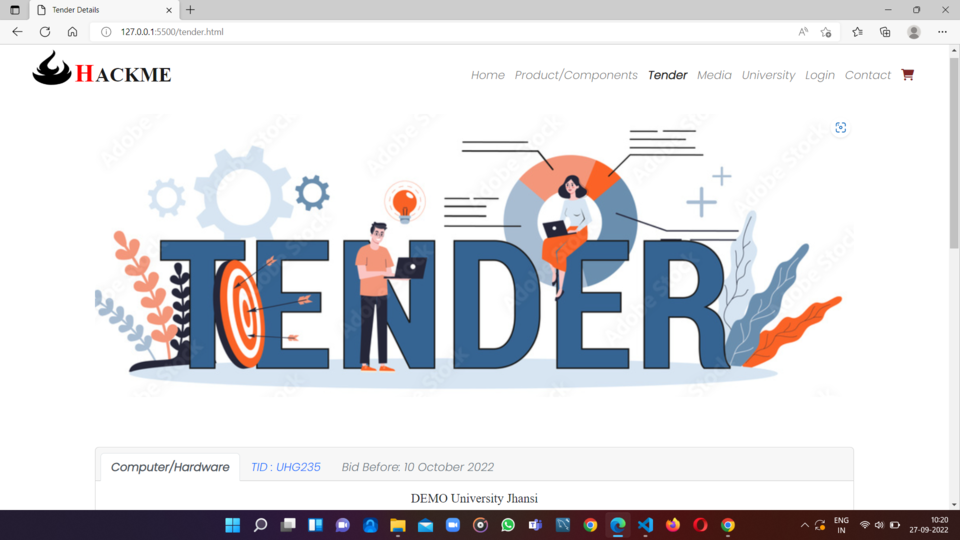 Tender Details
127.0.0.1:5500/tender.html
HACKME
Home Product/Components Tender Media University Login Contact
Adobe Stock
TENDER
Computer/Hardware TID : UHG235 Bid Before: 10 October 2022
DEMO University Jhansi
ENG
IN
10:20
27-09-2022